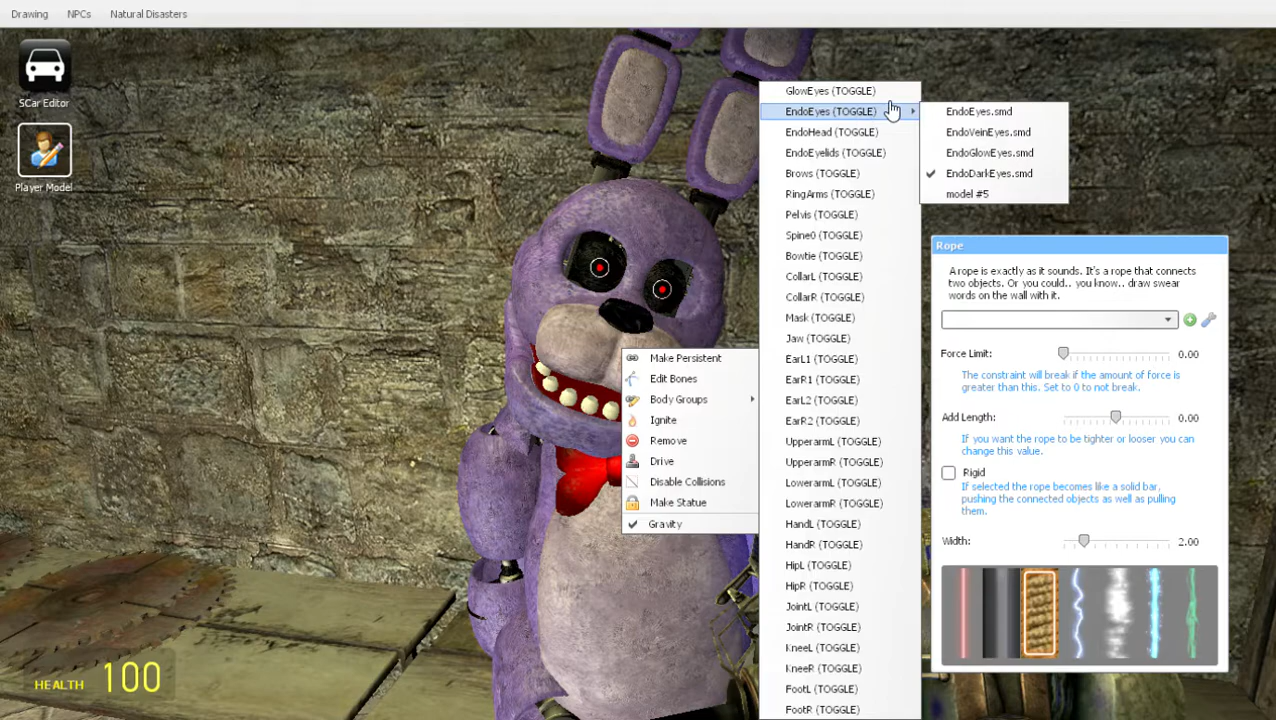 Drawing NPCs Natural Disasters
SCar Editor
Player Model
GlowEyes (TOGGLE)
EndoEyes (TOGGLE)
EndoHead (TOGGLE)
EndoEyelids (TOGGLE)
Brows (TOGGLE)
RingArms (TOGGLE)
Pelvis (TOGGLE)
Spine0 (TOGGLE)
Bowtie (TOGGLE)
CollarL (TOGGLE)
CollarR (TOGGLE)
Mask (TOGGLE)
Jaw (TOGGLE)
EarL1 (TOGGLE)
EarR1 (TOGGLE)
EarL2 (TOGGLE)
EarR2 (TOGGLE)
UpperarmL (TOGGLE)
UpperarmR (TOGGLE)
LowerarmL (TOGGLE)
LowerarmR (TOGGLE)
HandL (TOGGLE)
HandR (TOGGLE)
HipL (TOGGLE)
HipR (TOGGLE)
JointL (TOGGLE)
JointR (TOGGLE)
KneeL (TOGGLE)
KneeR (TOGGLE)
FootL (TOGGLE)
FootR (TOGGLE)
EndoEyes.smd
EndoVeinEyes.smd
EndoGlowEyes.smd
EndoDarkEyes.smd
model #5
Make Persistent
Edit Bones
Body Groups
Ignite
Remove
Drive
Disable Collisions
Make Statue
Gravity
Rope
A rope is exactly as it sounds. It's a rope that connects
two objects. Or you could.. you know.. draw swear
words on the wall with it.
Force Limit: 0.00
The constraint will break if the amount of force is
greater than this. Set to 0 to not break.
Add Length: 0.00
If you want the rope to be tighter or looser you can
change this value.
Rigid
If selected the rope becomes like a solid bar,
pushing the connected objects as well as pulling
them.
Width: 2.00
HEALTH 100